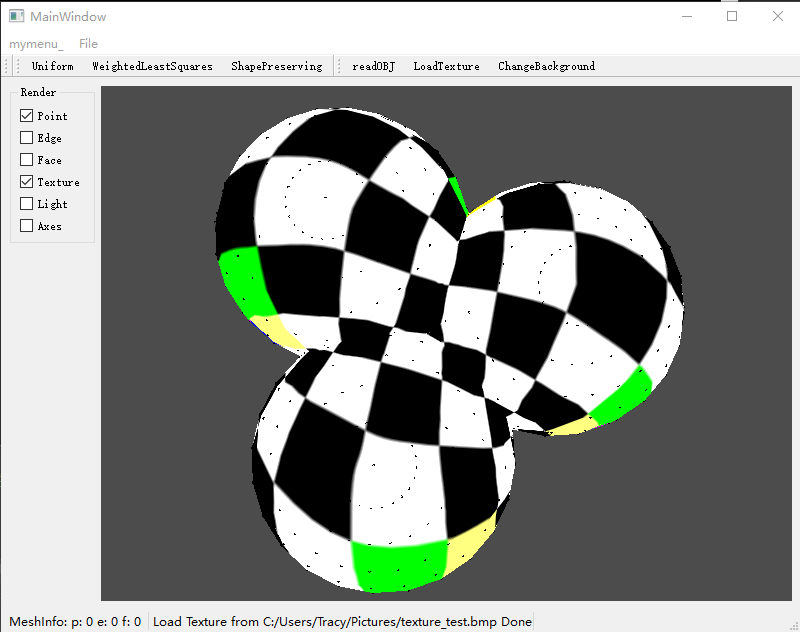 MainWindow
mymenu_ File
Uniform WeightedLeastSquares ShapePreserving readOBJ LoadTexture ChangeBackground
Render
Point
Edge
Face
Texture
Light
Axes
MeshInfo: p: 0 e: 0 f: 0 Load Texture from C:/Users/Tracy/Pictures/texture_test.bmp Done